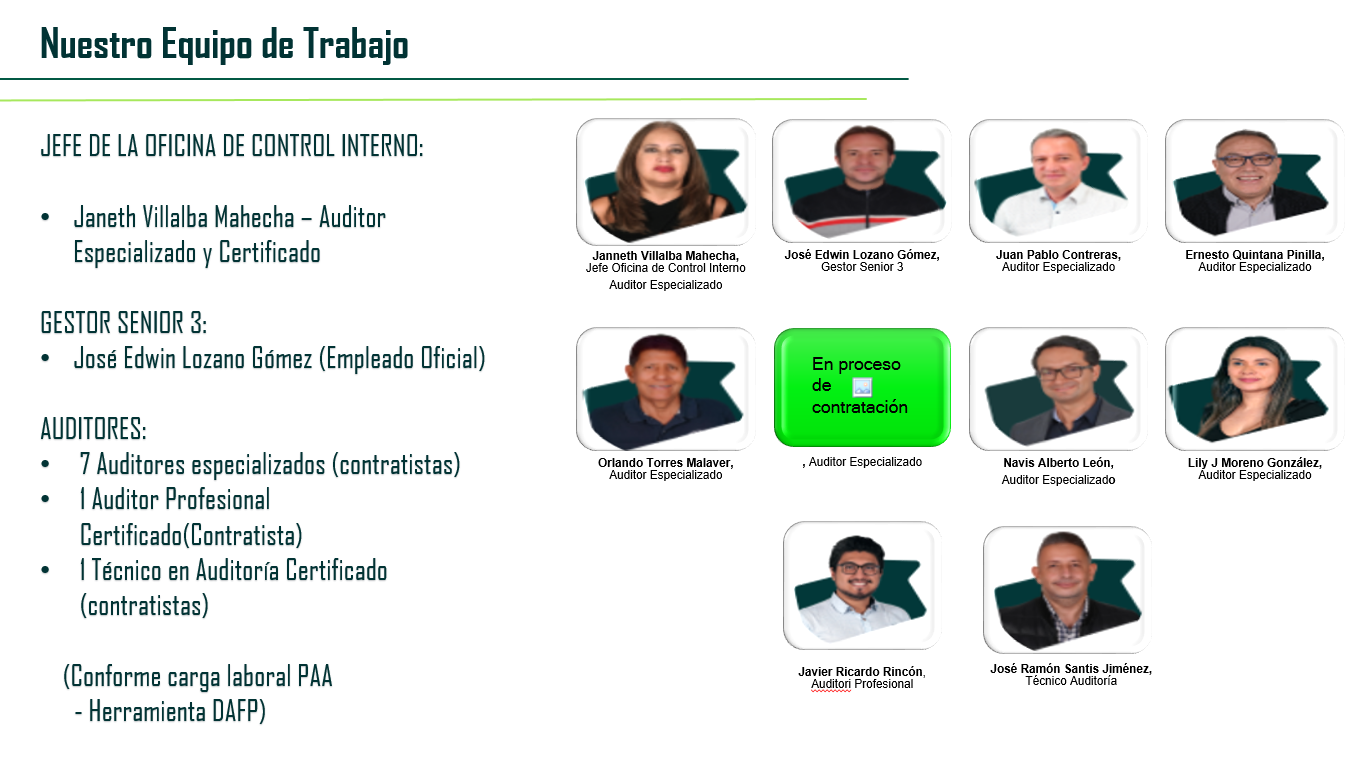 Nuestro Equipo de Trabajo
JEFE DE LA OFICINA DE CONTROL INTERNO:
• Janeth Villalba Mahecha – Auditor
Especializado y Certificado
GESTOR SENIOR 3:
• José Edwin Lozano Gómez (Empleado Oficial)
AUDITORES:
• 7 Auditores especializados (contratistas)
• 1 Auditor Profesional
Certificado(Contratista)
• 1 Técnico en Auditoría Certificado
(contratistas)
(Conforme carga laboral PAA
- Herramienta DAFP)
Janneth Villalba Mahecha,
Jefe Oficina de Control Interno
Auditor Especializado
José Edwin Lozano Gómez,
Gestor Senior 3
Juan Pablo Contreras,
Auditor Especializado
Ernesto Quintana Pinilla,
Auditor Especializado
Orlando Torres Malaver,
Auditor Especializado
En proceso
de
contratación
, Auditor Especializado
Navis Alberto León,
Auditor Especializado
Lily J Moreno González,
Auditor Especializado
Javier Ricardo Rincón,
Auditori Profesional
José Ramón Santis Jiménez,
Técnico Auditoría